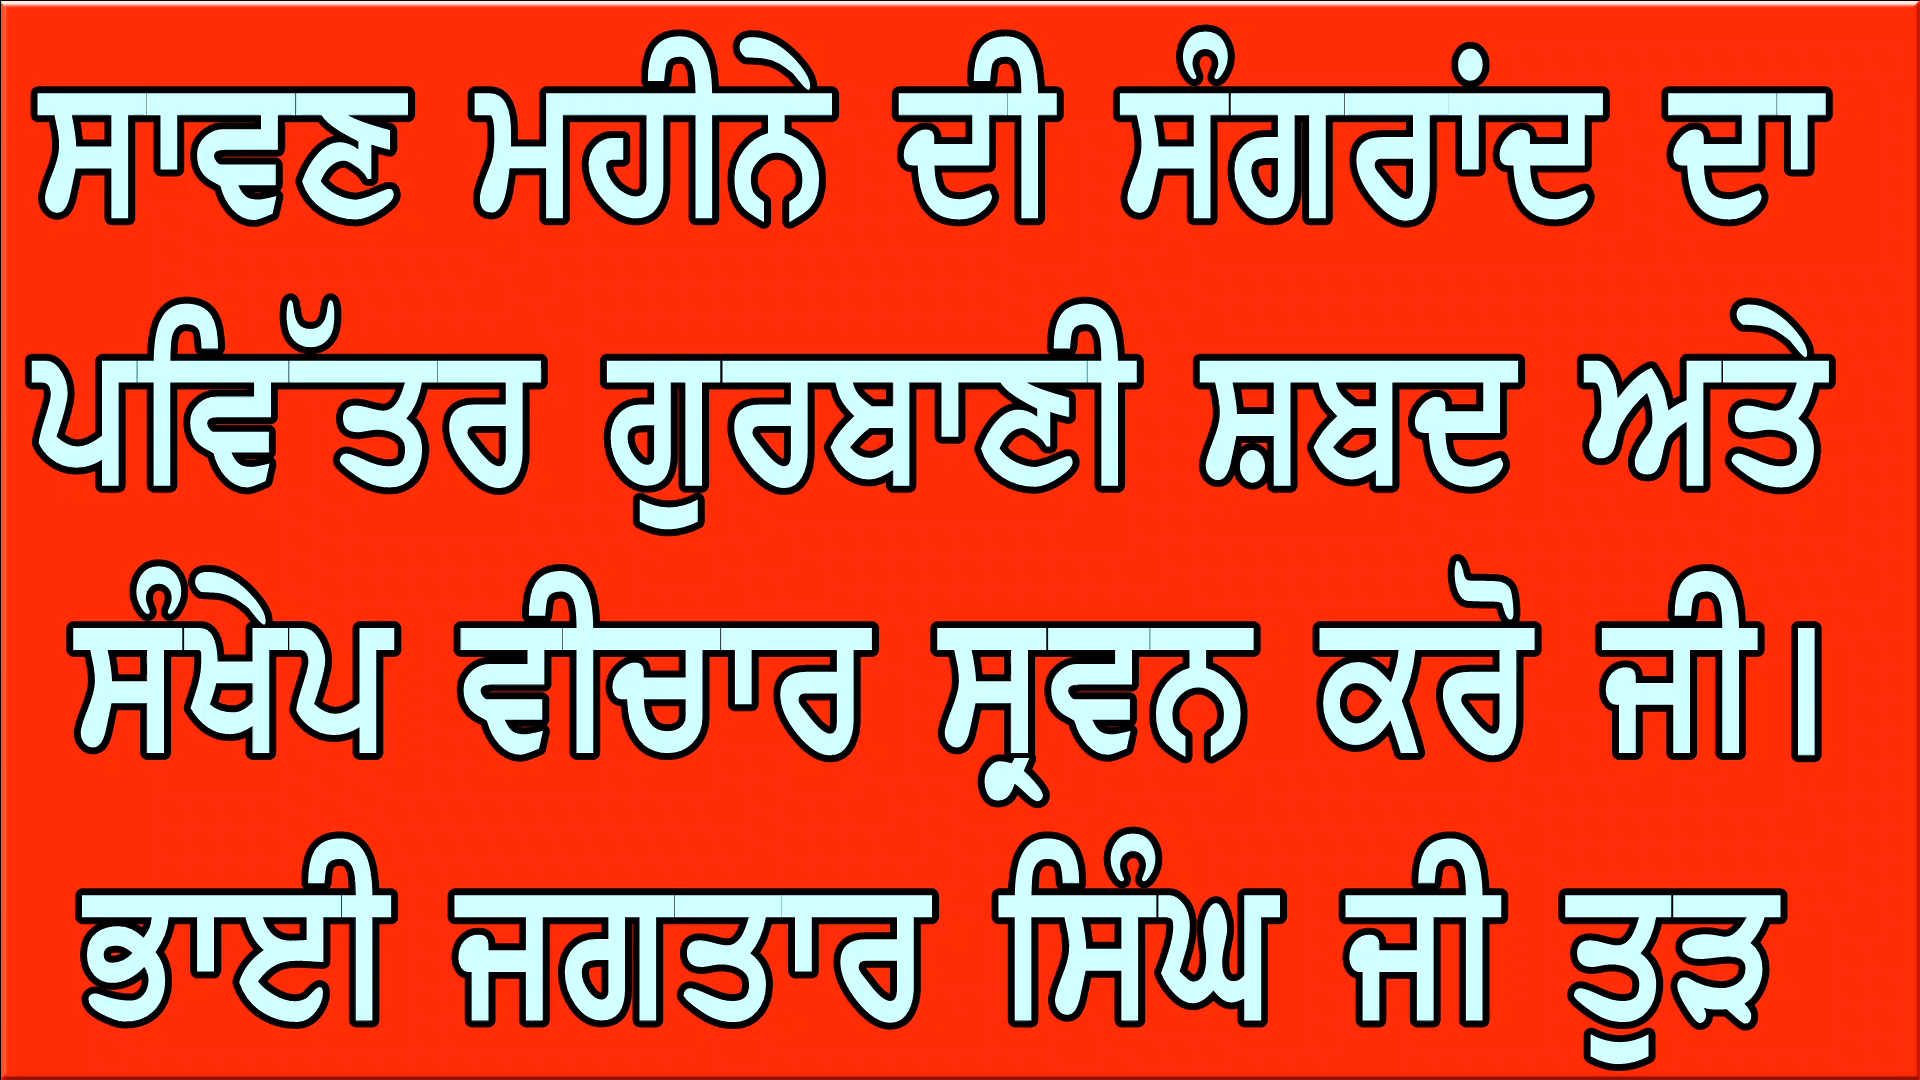 ਸਾਵਣ ਮਹੀਨੇ ਦੀ ਸੰਗਰਾਂਦ ਦਾ
ਪਵਿੱਤਰ ਗੁਰਬਾਣੀ ਸ਼ਬਦ ਅਤੇ
ਸੰਖੇਪ ਵੀਚਾਰ ਸ੍ਰਵਨ ਕਰੋ ਜੀ।
ਭਾਈ ਜਗਤਾਰ ਸਿੰਘ ਜੀ ਤੁੜ